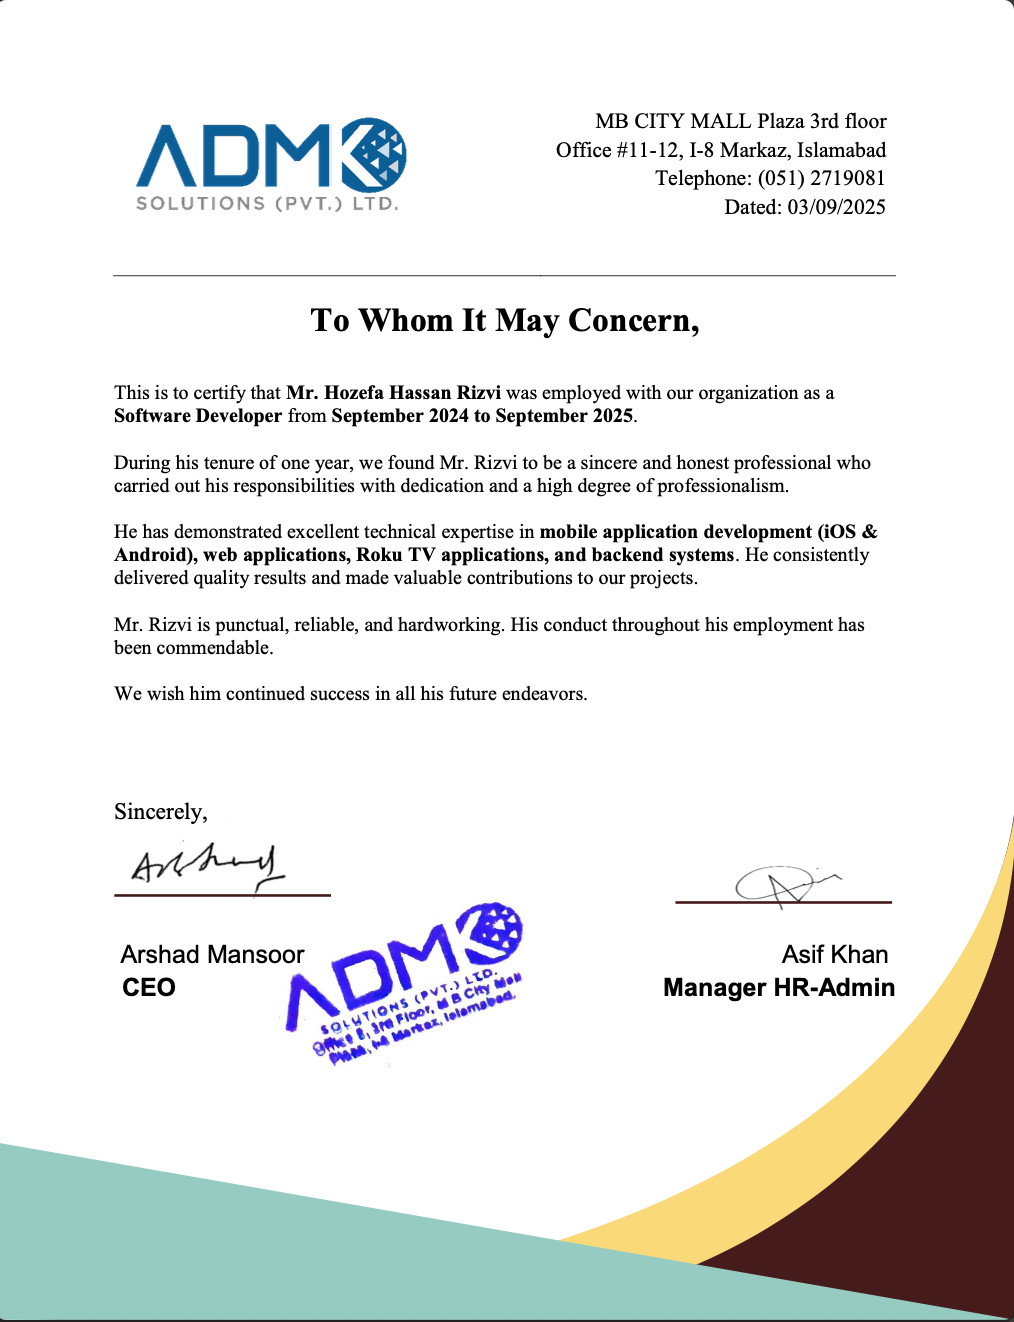 ADMK
SOLUTIONS (PVT.) LTD.
MB CITY MALL Plaza 3rd floor
Office #11-12, I-8 Markaz, Islamabad
Telephone: (051) 2719081
Dated: 03/09/2025
To Whom It May Concern,
This is to certify that Mr. Hozefa Hassan Rizvi was employed with our organization as a
Software Developer from September 2024 to September 2025.
During his tenure of one year, we found Mr. Rizvi to be a sincere and honest professional who
carried out his responsibilities with dedication and a high degree of professionalism.
He has demonstrated excellent technical expertise in mobile application development (iOS &
Android), web applications, Roku TV applications, and backend systems. He consistently
delivered quality results and made valuable contributions to our projects.
Mr. Rizvi is punctual, reliable, and hardworking. His conduct throughout his employment has
been commendable.
We wish him continued success in all his future endeavors.
Sincerely,
Arshad Mansoor
CEO
Asif Khan
Manager HR-Admin
ADMK
SOLUTIONS (PVT.) LTD.
Office 8, 3rd Floor, M B City Mall
Plaza, Markaz, Islamabad.